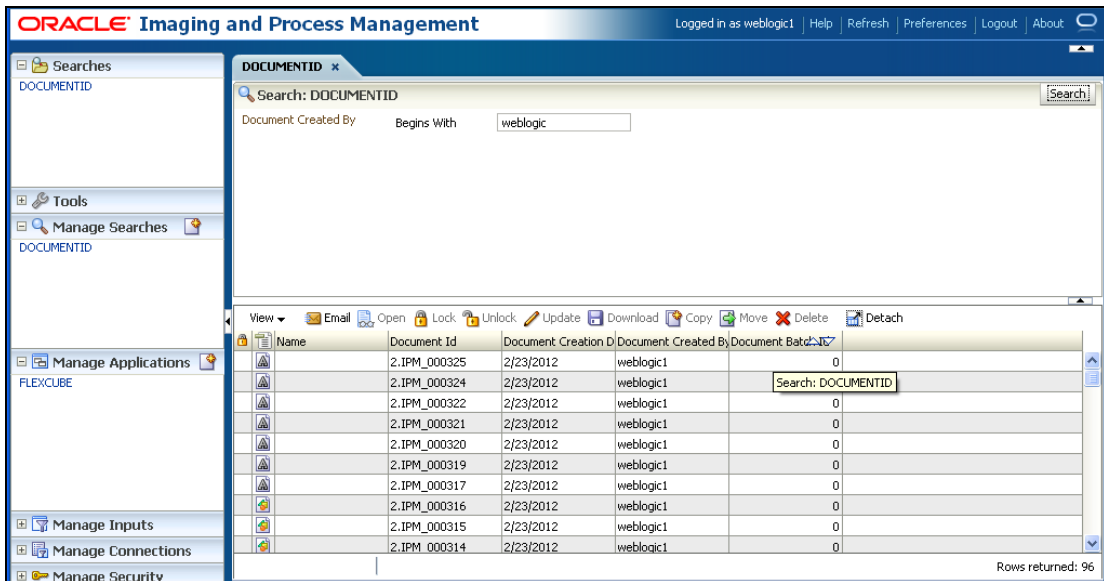 ORACLE Imaging and Process Management
Logged in as weblogic1 | Help | Refresh | Preferences | Logout | About
Searches
DOCUMENTID
Tools
Manage Searches
DOCUMENTID
Manage Applications
FLEXCUBE
Manage Inputs
Manage Connections
Manage Security
DOCUMENTID
Search: DOCUMENTID
Search
Document Created By Begins With weblogic
View Email Open Lock Unlock Update Download Copy Move Delete Detach
Name Document Id Document Creation D Document Created By Document Batch
2.IPM_000325 2/23/2012 weblogic1 0
Search: DOCUMENTID
2.IPM_000324 2/23/2012 weblogic1
2.IPM_000322 2/23/2012 weblogic1 0
2.IPM_000321 2/23/2012 weblogic1 0
2.IPM_000320 2/23/2012 weblogic1 0
2.IPM_000319 2/23/2012 weblogic1 0
2.IPM_000317 2/23/2012 weblogic1 0
2.IPM_000316 2/23/2012 weblogic1 0
2.IPM_000315 2/23/2012 weblogic1 0
2.IPM_000314 2/23/2012 weblogic1 0
Rows returned: 96